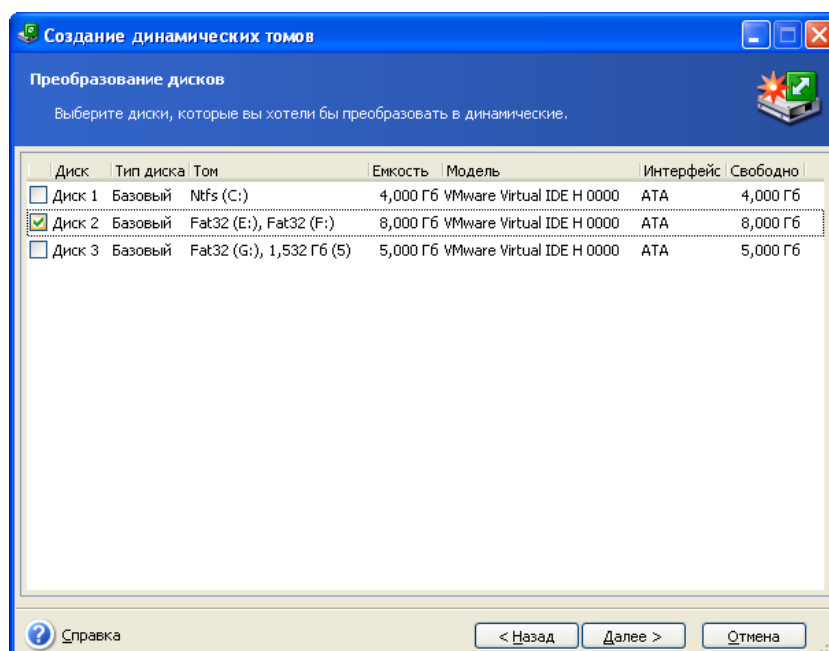 Создание динамических томов
Преобразование дисков
Выберите диски, которые вы хотели бы преобразовать в динамические.
Диск Тип диска Том Емкость Модель Интерфейс Свободно
Диск 1 Базовый Ntfs (C:) 4,000 Гб VMware Virtual IDE H 0000 ATA 4,000 Гб
Диск 2 Базовый Fat32 (E:), Fat32 (F:) 8,000 Гб VMware Virtual IDE H 0000 ATA 8,000 Гб
Диск 3 Базовый Fat32 (G:), 1,532 Гб (5) 5,000 Гб VMware Virtual IDE H 0000 ATA 5,000 Гб
Справка < Назад Далее > Отмена